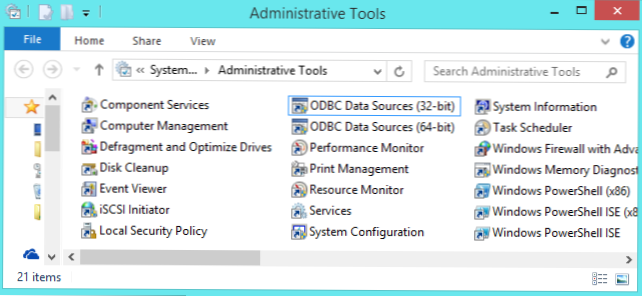 Administrative Tools
File Home Share View
« System... Administrative Tools Search Administrative Tools
Component Services
Computer Management
Defragment and Optimize Drives
Disk Cleanup
Event Viewer
iSCSI Initiator
Local Security Policy
ODBC Data Sources (32-bit)
ODBC Data Sources (64-bit)
Performance Monitor
Print Management
Resource Monitor
Services
System Configuration
System Information
Task Scheduler
Windows Firewall with Adva
Windows Memory Diagnost
Windows PowerShell (x86)
Windows PowerShell ISE (x8
Windows PowerShell ISE
21 items